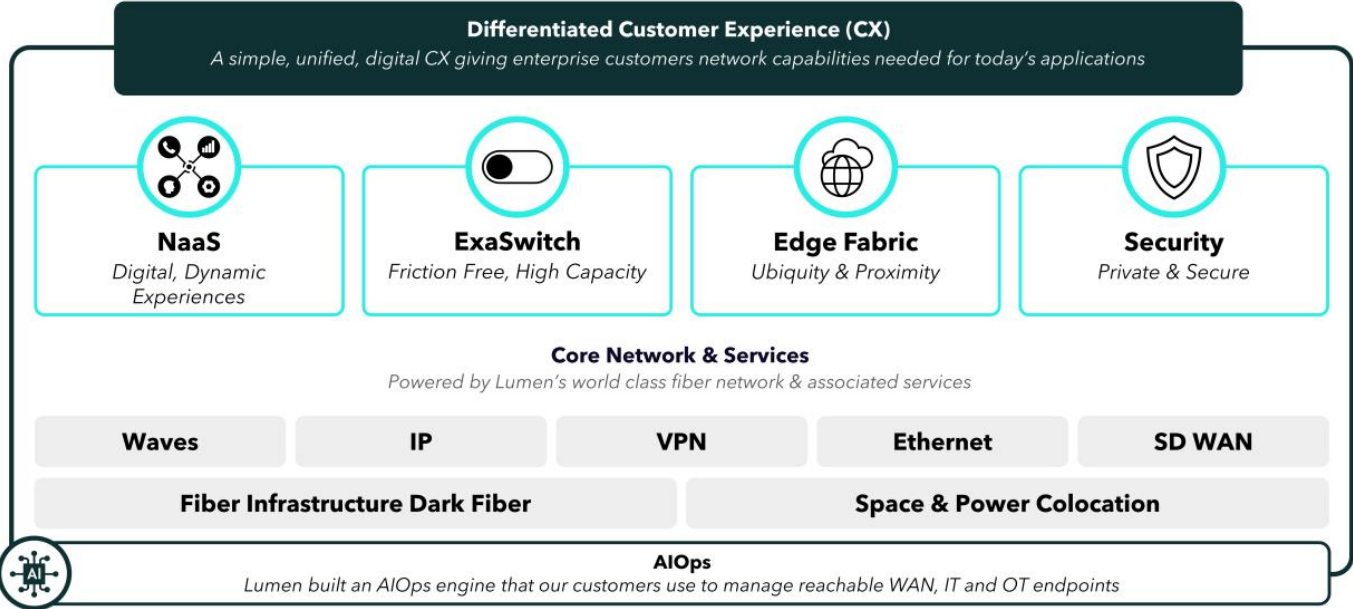 Differentiated Customer Experience (CX)
A simple, unified, digital CX giving enterprise customers network capabilities needed for today's applications
NaaS
Digital, Dynamic
Experiences
ExaSwitch
Friction Free, High Capacity
Edge Fabric
Ubiquity & Proximity
Security
Private & Secure
Core Network & Services
Powered by Lumen's world class fiber network & associated services
Waves
IP
VPN
Ethernet
SD WAN
Fiber Infrastructure Dark Fiber
Space & Power Colocation
AI
AIOps
Lumen built an AIOps engine that our customers use to manage reachable WAN, IT and OT endpoints